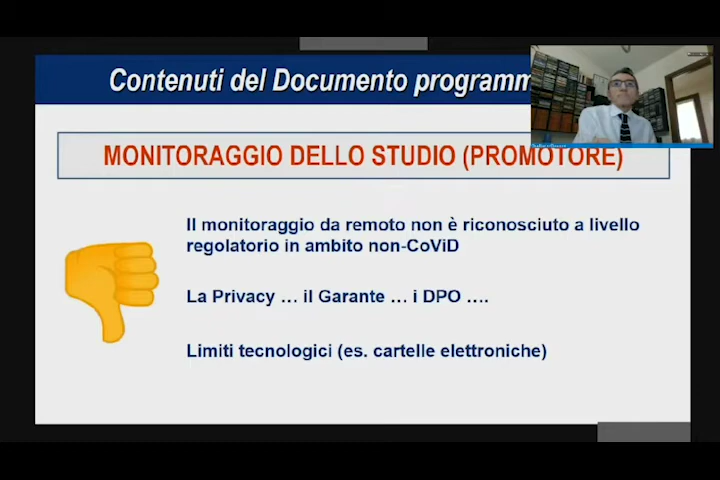 Contenuti del Documento programm
MONITORAGGIO DELLO STUDIO (PROMOTORE)
Il monitoraggio da remoto non è riconosciuto a livello
regolatorio in ambito non-CoViD
La Privacy … il Garante … i DPO ….
Limiti tecnologici (es. cartelle elettroniche)